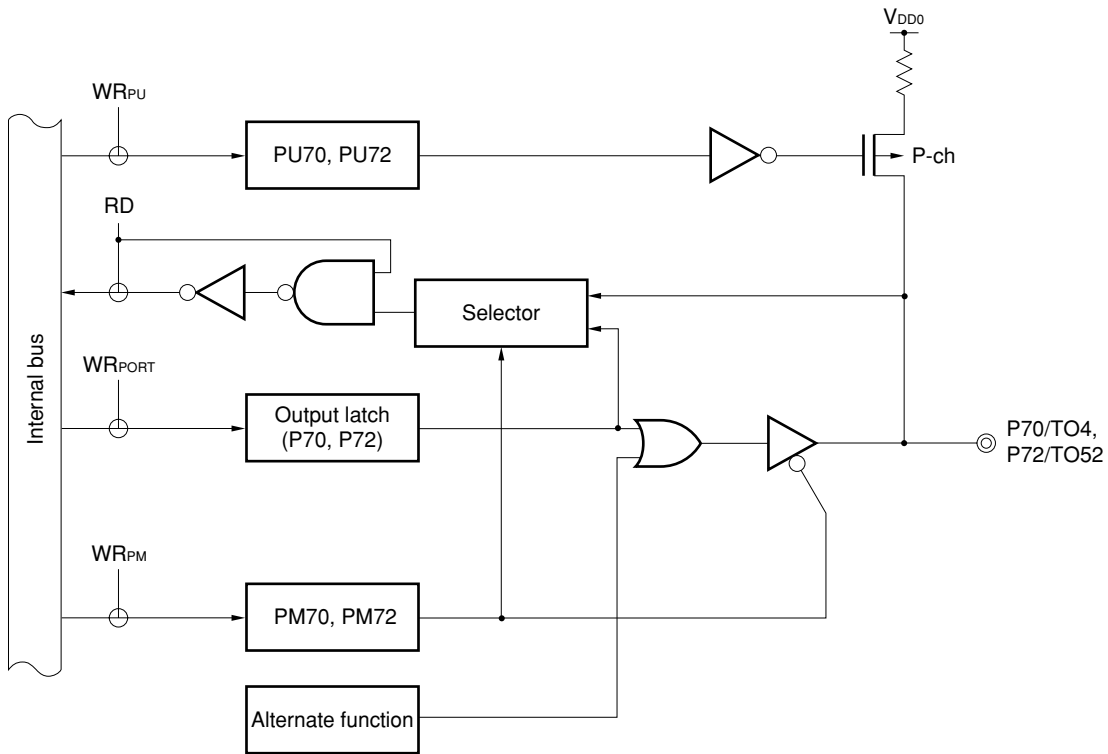 VDD0
WRPU
PU70, PU72
P-ch
RD
Selector
Internal bus
WRPORT
Output latch
(P70, P72)
P70/TO4,
P72/TO52
WRPM
PM70, PM72
Alternate function